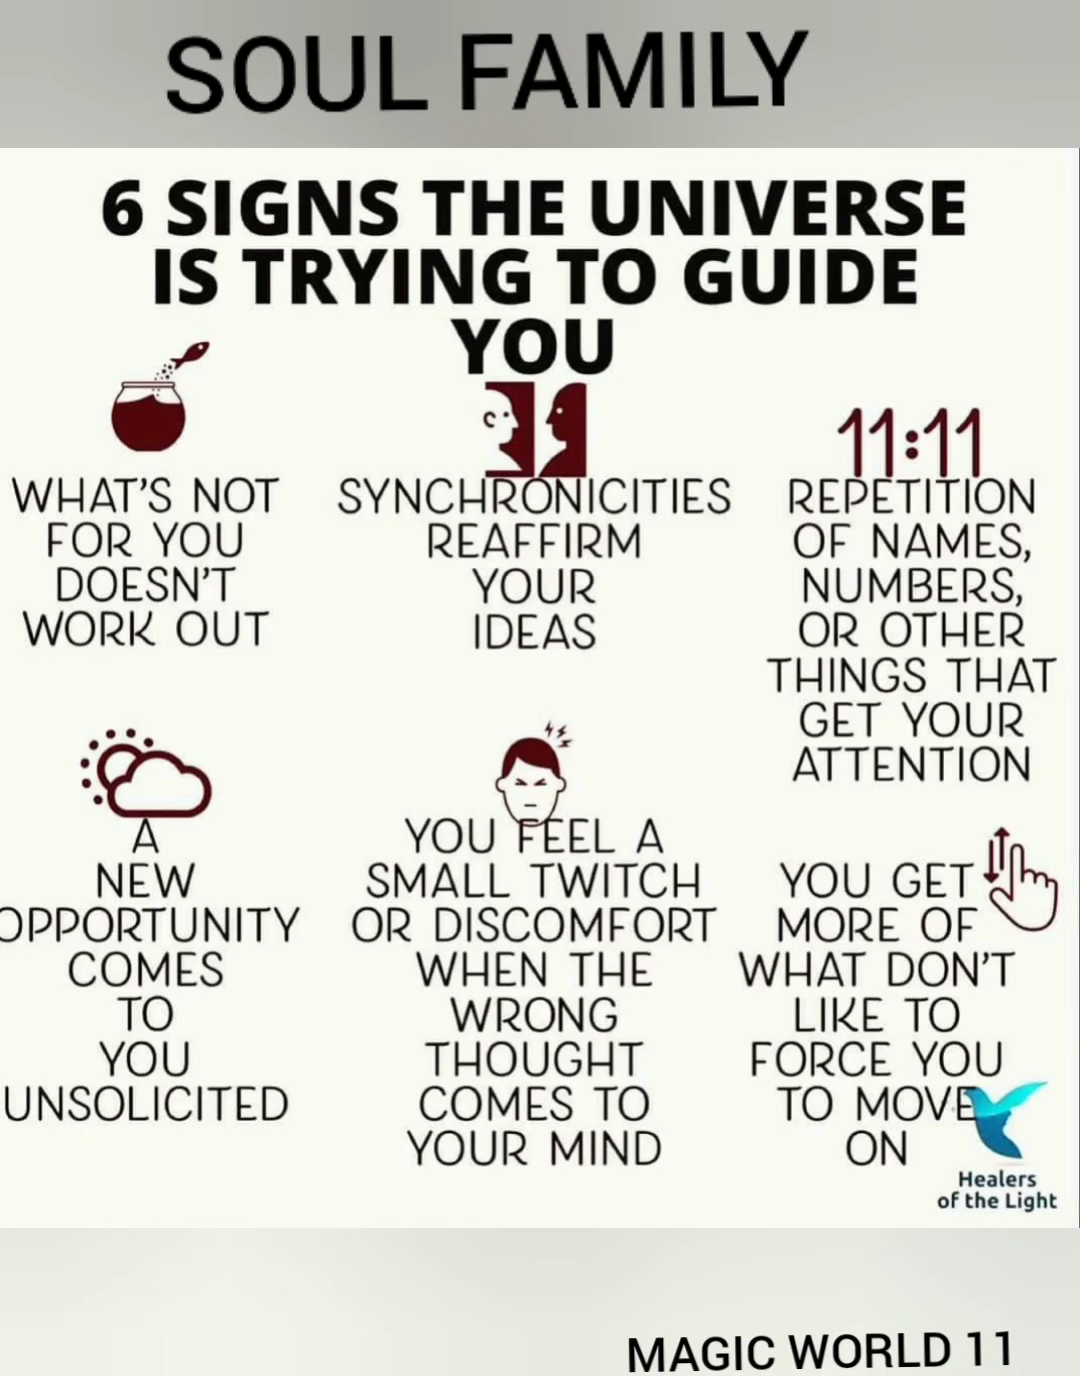 SOUL FAMILY
6 SIGNS THE UNIVERSE
IS TRYING TO GUIDE
YOU
WHAT'S NOT
FOR YOU
DOESN'T
WORK OUT
SYNCHRONICITIES
REAFFIRM
YOUR
IDEAS
11:11
REPETITION
OF NAMES,
NUMBERS,
OR OTHER
THINGS THAT
GET YOUR
ATTENTION
A
NEW
OPPORTUNITY
COMES
TO
YOU
UNSOLICITED
YOU FEEL A
SMALL TWITCH
OR DISCOMFORT
WHEN THE
WRONG
THOUGHT
COMES TO
YOUR MIND
YOU GET
MORE OF
WHAT DON'T
LIKE TO
FORCE YOU
TO MOVE
ON
Healers
of the Light
MAGIC WORLD 11